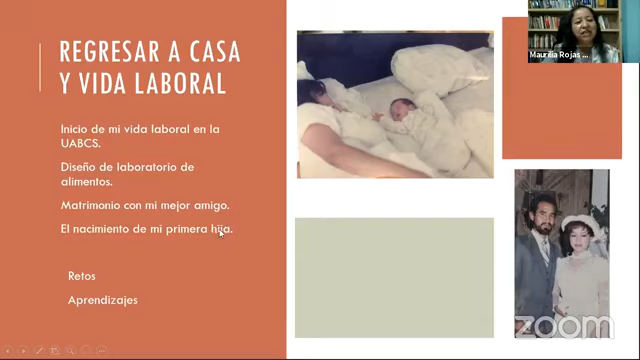 REGRESAR A CASA
Y VIDA LABORAL
Inicio de mi vida laboral en la
UABCS.
Diseño de laboratorio de
alimentos.
Matrimonio con mi mejor amigo.
El nacimiento de mi primera hija.
Retos
Aprendizajes
Maurilia Rojas ...
zoom